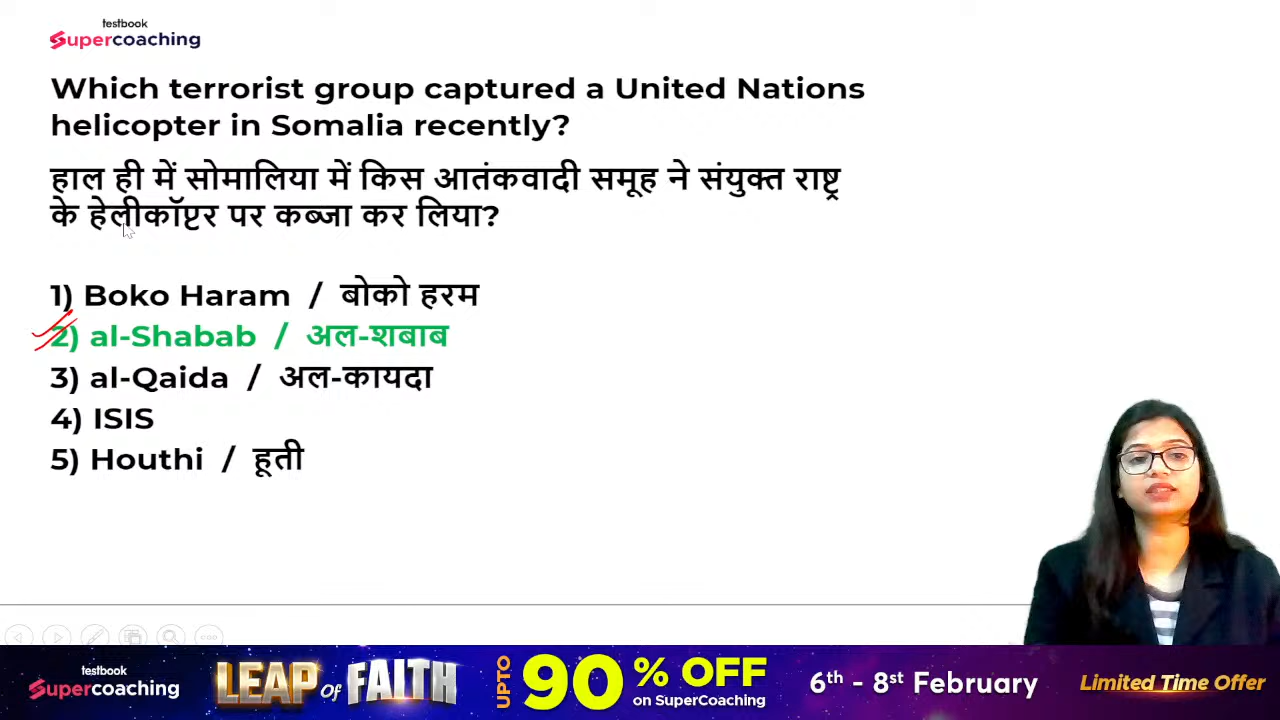 testbook
Supercoaching
Which terrorist group captured a United Nations
helicopter in Somalia recently?
हाल ही में सोमालिया में किस आतंकवादी समूह ने संयुक्त राष्ट्र
के हेलीकॉप्टर पर कब्जा कर लिया?
1) Boko Haram / बोको हरम
2) al-Shabab / अल-शबाब
3) al-Qaida / अल-कायदा
4) ISIS
5) Houthi / हूती
testbook
Supercoaching
LEAP Of FAITH
UPTO 90% OFF
on SuperCoaching
6th - 8st February
Limited Time Offer